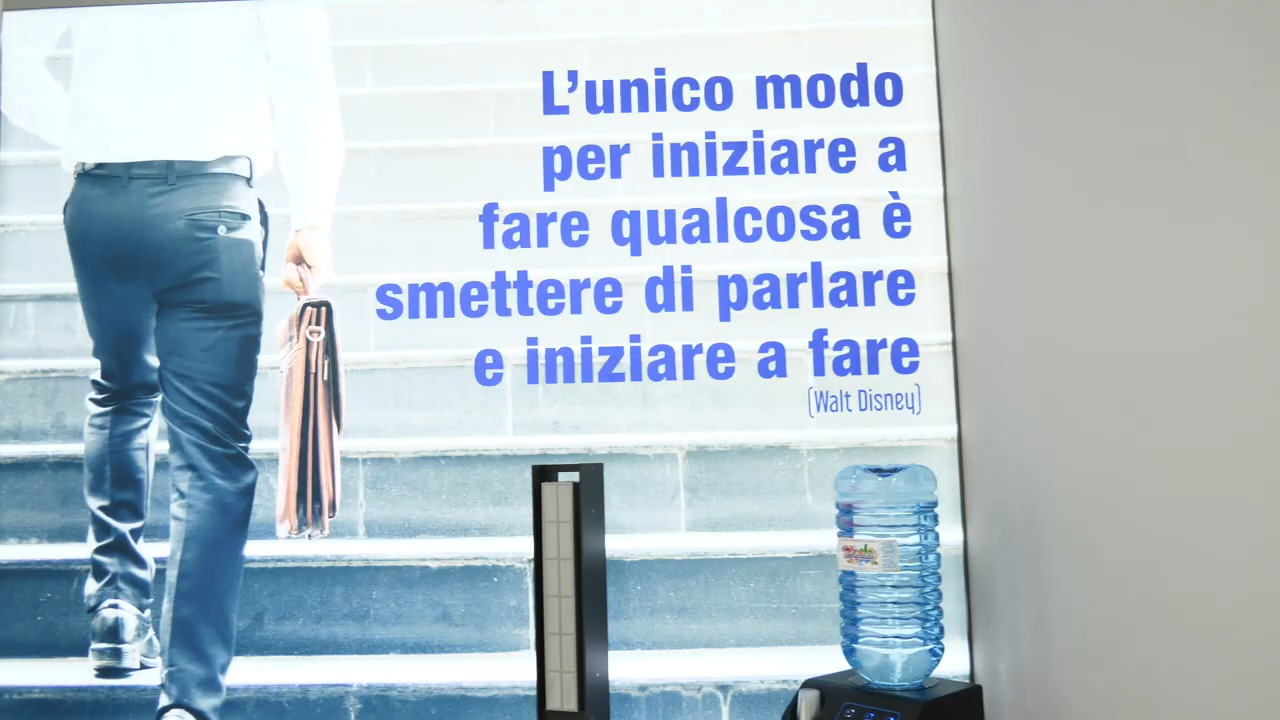 L'unico modo
per iniziare a
fare qualcosa è
smettere di parlare
e iniziare a fare
(Walt Disney)